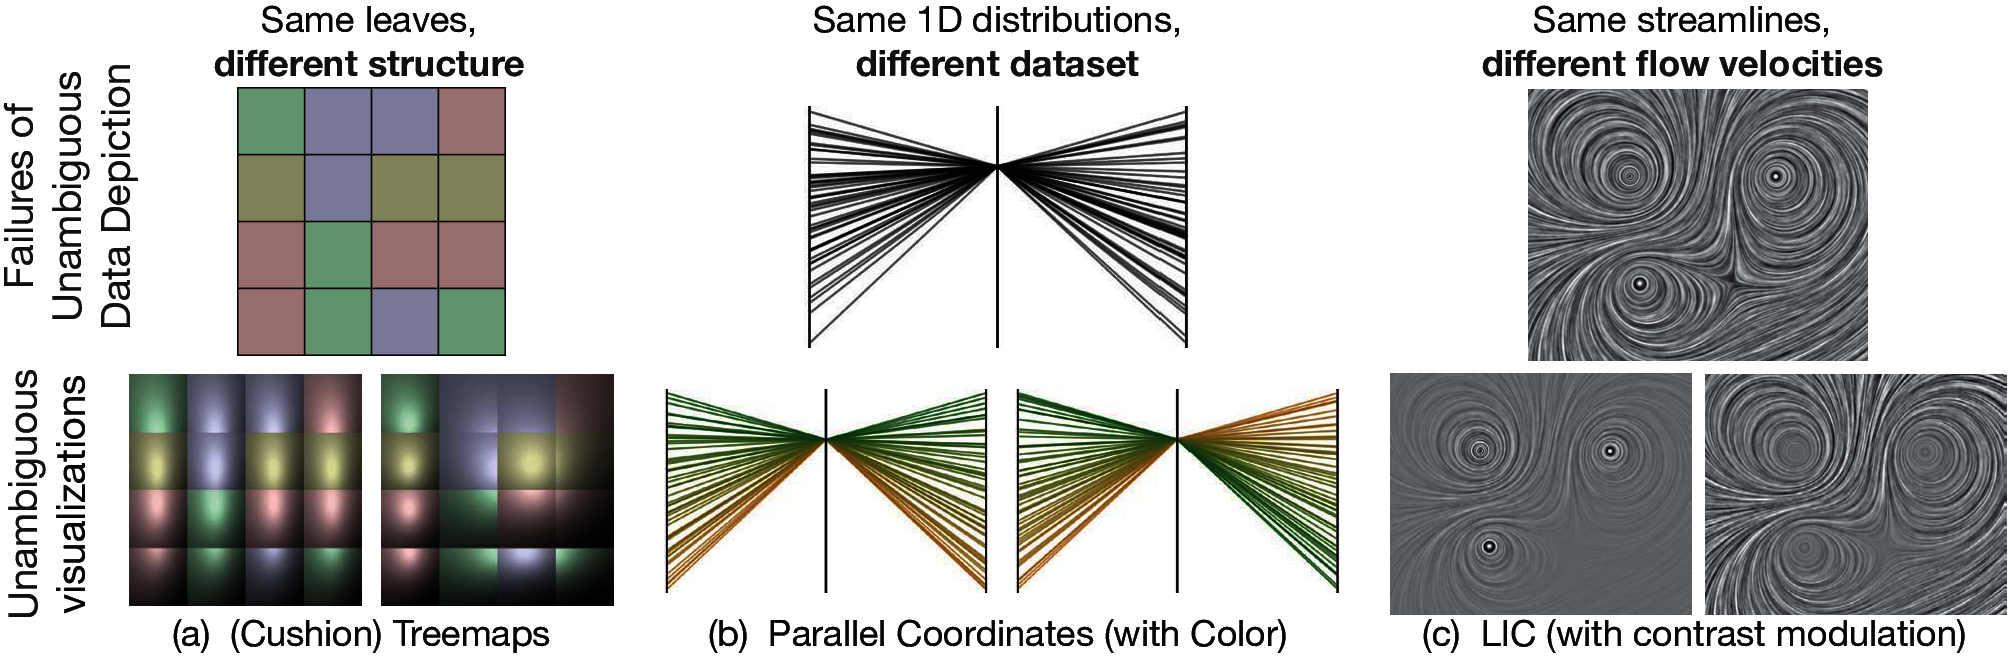 Same leaves,
different structure
Same 1D distributions,
different dataset
Same streamlines,
different flow velocities
Failures of
Unambiguous
Data Depiction
Unambiguous
visualizations
(a) (Cushion) Treemaps
(b) Parallel Coordinates (with Color)
(c) LIC (with contrast modulation)